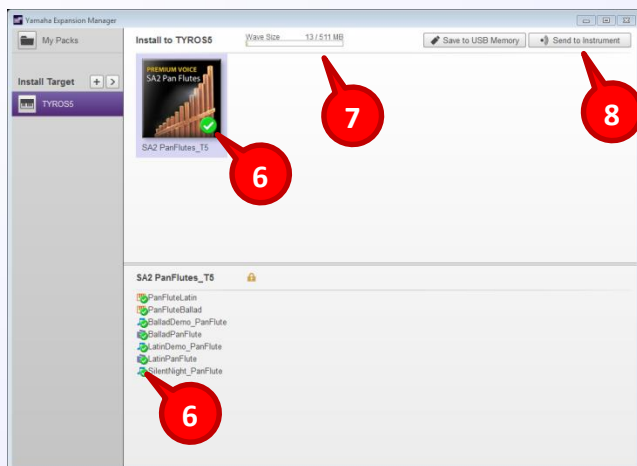 Yamaha Expansion Manager
My Packs
Install to TYROS5
Wave Size 13 / 511 MB
Save to USB Memory
Send to Instrument
Install Target
+ >
TYROS5
PREMIUM VOICE
SA2 Pan Flutes
SA2 PanFlutes_T5
6
7
8
SA2 PanFlutes_T5
PanFluteLatin
PanFluteBallad
BalladDemo_PanFlute
BalladPanFlute
LatinDemo_PanFlute
LatinPanFlute
SilentNight_PanFlute
6